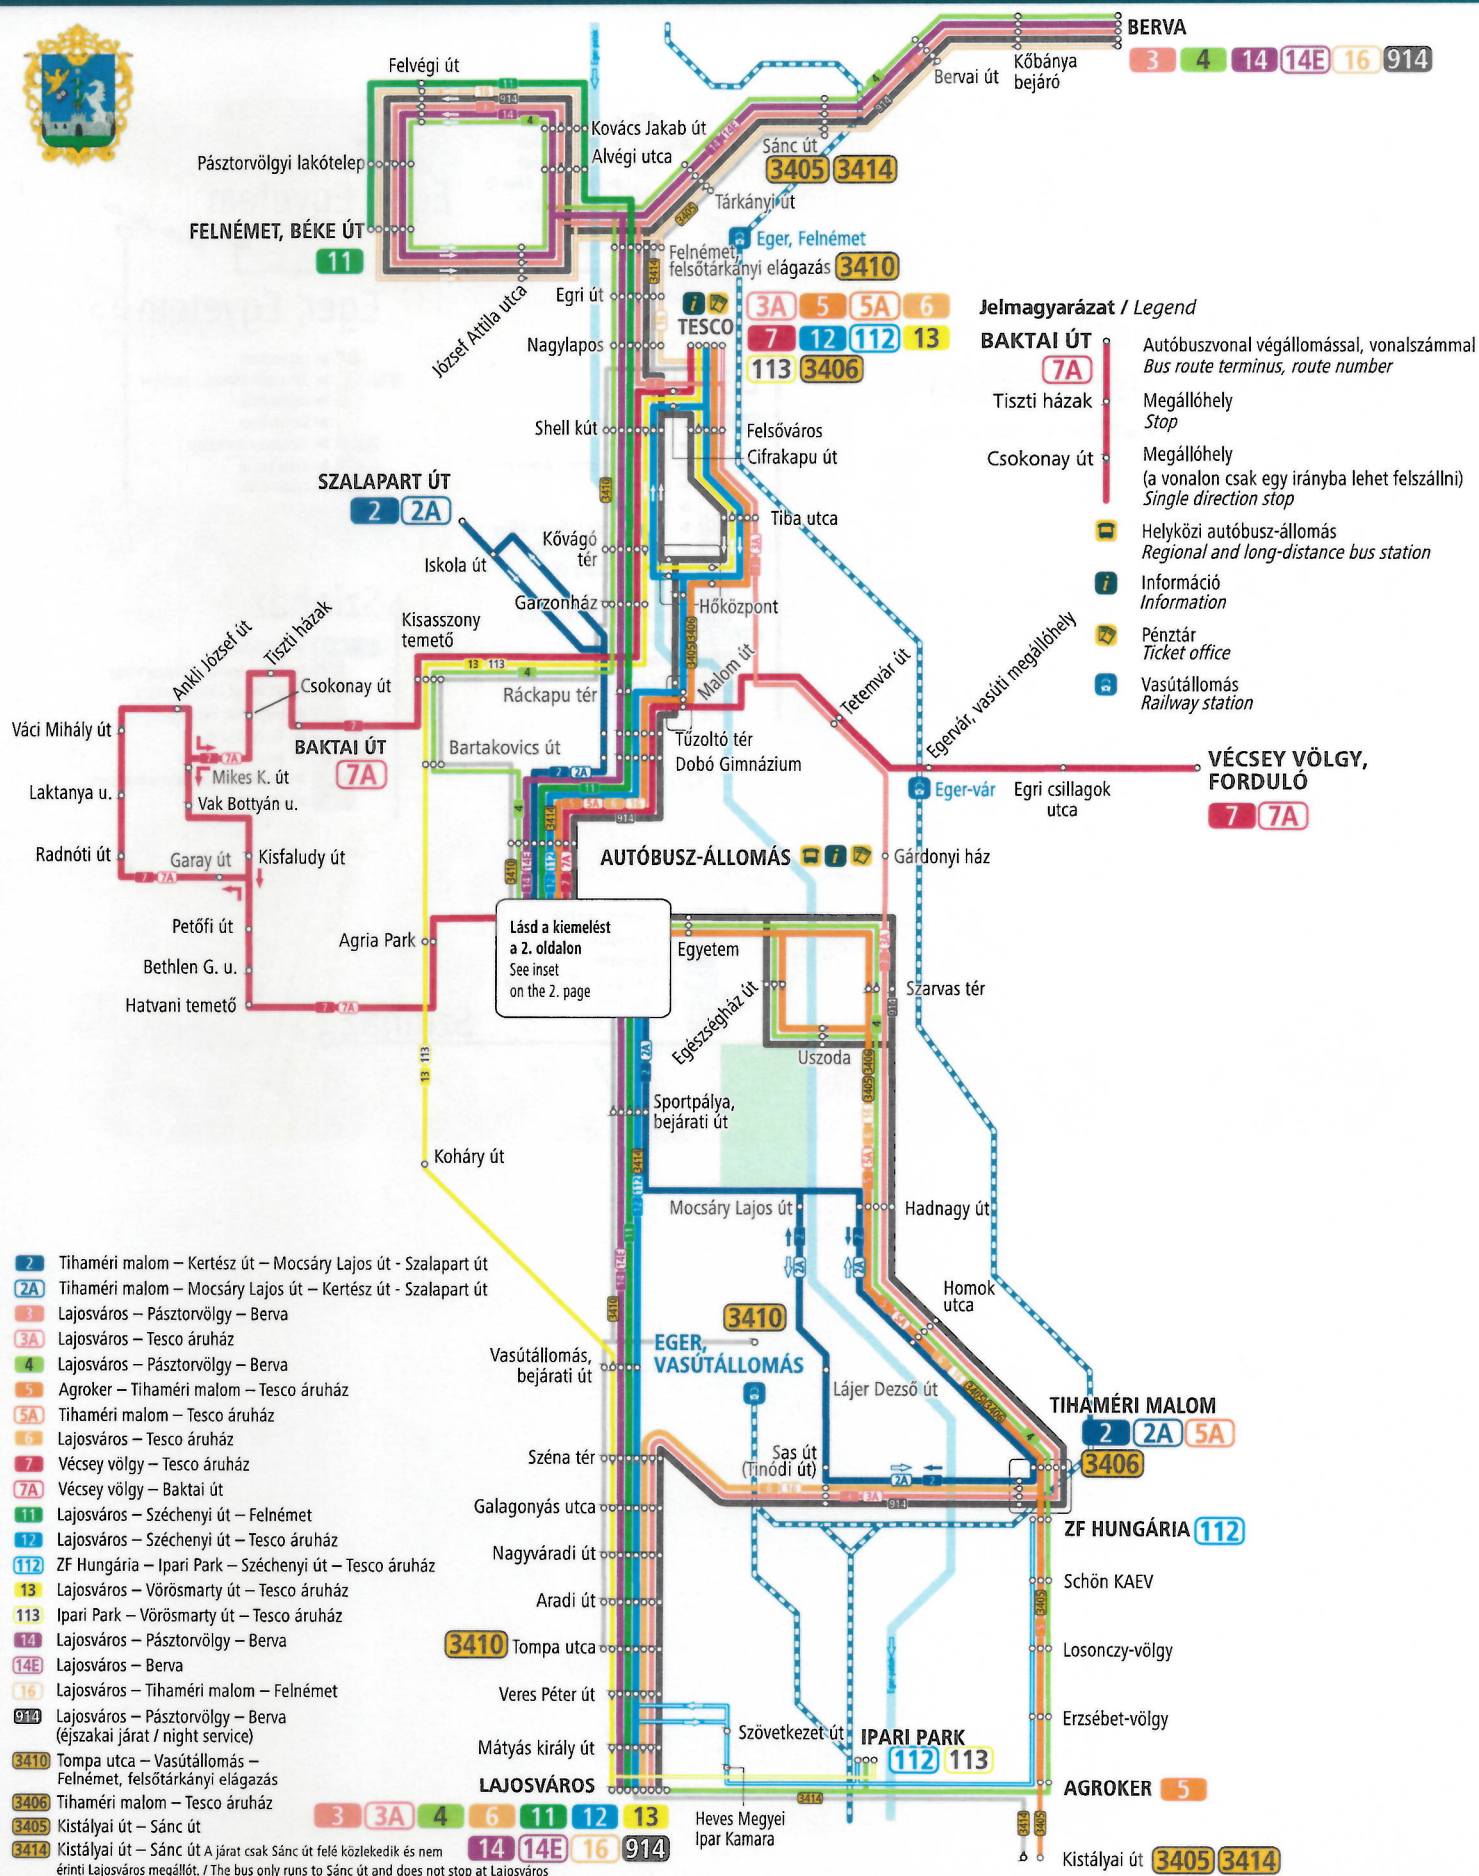 BERVA
3 4 14 14E 16 914
Kőbánya
bejáró
Bervai út
Felvégi út
Kovács Jakab út
Alvégi utca
Pásztorvölgyi lakótelep
FELNÉMET, BÉKE ÚT
11
József Attila utca
Sánc út
3405 3414
Tárkányi út
Eger, Felnémet
Felnémet,
felsőtárkányi elágazás 3410
Egri út
Nagylapos
TESCO
3A 5 5A 6
7 12 112 13
113 3406
Jelmagyarázat / Legend
BAKTAI ÚT
7A
Autóbuszvonal végállomással, vonalszámmal
Bus route terminus, route number
Tiszti házak
Megállóhely
Stop
Csokonay út
Megállóhely
(a vonalon csak egy irányba lehet felszállni)
Single direction stop
Helyközi autóbusz-állomás
Regional and long-distance bus station
Információ
Information
Pénztár
Ticket office
Vasútállomás
Railway station
Shell kút
Felsőváros
Cifrakapu út
SZALAPART ÚT
2 2A
Tiba utca
Iskola út
Kővágó
tér
Garzonház
Hőközpont
Kisasszony
temető
Malom út
Tetemvár út
Egervár, vasúti megállóhely
Ankli József út
Tiszti házak
Csokonay út
Ráckapu tér
Váci Mihály út
BAKTAI ÚT
7A
Bartakovics út
Tűzoltó tér
Dobó Gimnázium
Mikes K. út
Laktanya u.
Vak Bottyán u.
Eger-vár
Egri csillagok
utca
VÉCSEY VÖLGY,
FORDULÓ
7 7A
Radnóti út
Garay út
Kisfaludy út
AUTÓBUSZ-ÁLLOMÁS
Gárdonyi ház
Petőfi út
Agria Park
Lásd a kiemelést
a 2. oldalon
See inset
on the 2. page
Egyetem
Bethlen G. u.
Hatvani temető
Egészségház út
Szarvas tér
Uszoda
Sportpálya,
bejárati út
Koháry út
Mocsáry Lajos út
Hadnagy út
Homok
utca
3410
EGER,
VASÚTÁLLOMÁS
Vasútállomás,
bejárati út
Lájer Dezső út
TIHAMÉRI MALOM
2 2A 5A
3406
Széna tér
Sas út
(Tinódi út)
Galagonyás utca
ZF HUNGÁRIA 112
Nagyváradi út
Schön KAEV
Aradi út
3410 Tompa utca
Losonczy-völgy
Veres Péter út
Erzsébet-völgy
Szövetkezet út
IPARI PARK
112 113
Mátyás király út
LAJOSVÁROS
3 3A 4 6 11 12 13
14 14E 16 914
Heves Megyei
Ipar Kamara
AGROKER 5
Kistályai út 3405 3414
2 Tihaméri malom – Kertész út – Mocsáry Lajos út - Szalapart út
2A Tihaméri malom – Mocsáry Lajos út – Kertész út - Szalapart út
3 Lajosváros – Pásztorvölgy – Berva
3A Lajosváros – Tesco áruház
4 Lajosváros – Pásztorvölgy – Berva
5 Agroker – Tihaméri malom – Tesco áruház
5A Tihaméri malom – Tesco áruház
6 Lajosváros – Tesco áruház
7 Vécsey völgy – Tesco áruház
7A Vécsey völgy – Baktai út
11 Lajosváros – Széchenyi út – Felnémet
12 Lajosváros – Széchenyi út – Tesco áruház
112 ZF Hungária – Ipari Park – Széchenyi út – Tesco áruház
13 Lajosváros – Vörösmarty út – Tesco áruház
113 Ipari Park – Vörösmarty út – Tesco áruház
14 Lajosváros – Pásztorvölgy – Berva
14E Lajosváros – Berva
16 Lajosváros – Tihaméri malom – Felnémet
914 Lajosváros – Pásztorvölgy – Berva
(éjszakai járat / night service)
3410 Tompa utca – Vasútállomás –
Felnémet, felsőtárkányi elágazás
3406 Tihaméri malom – Tesco áruház
3405 Kistályai út – Sánc út
3414 Kistályai út – Sánc út A járat csak Sánc út felé közlekedik és nem
érinti Lajosváros megállót. / The bus only runs to Sánc út and does not stop at Lajosváros